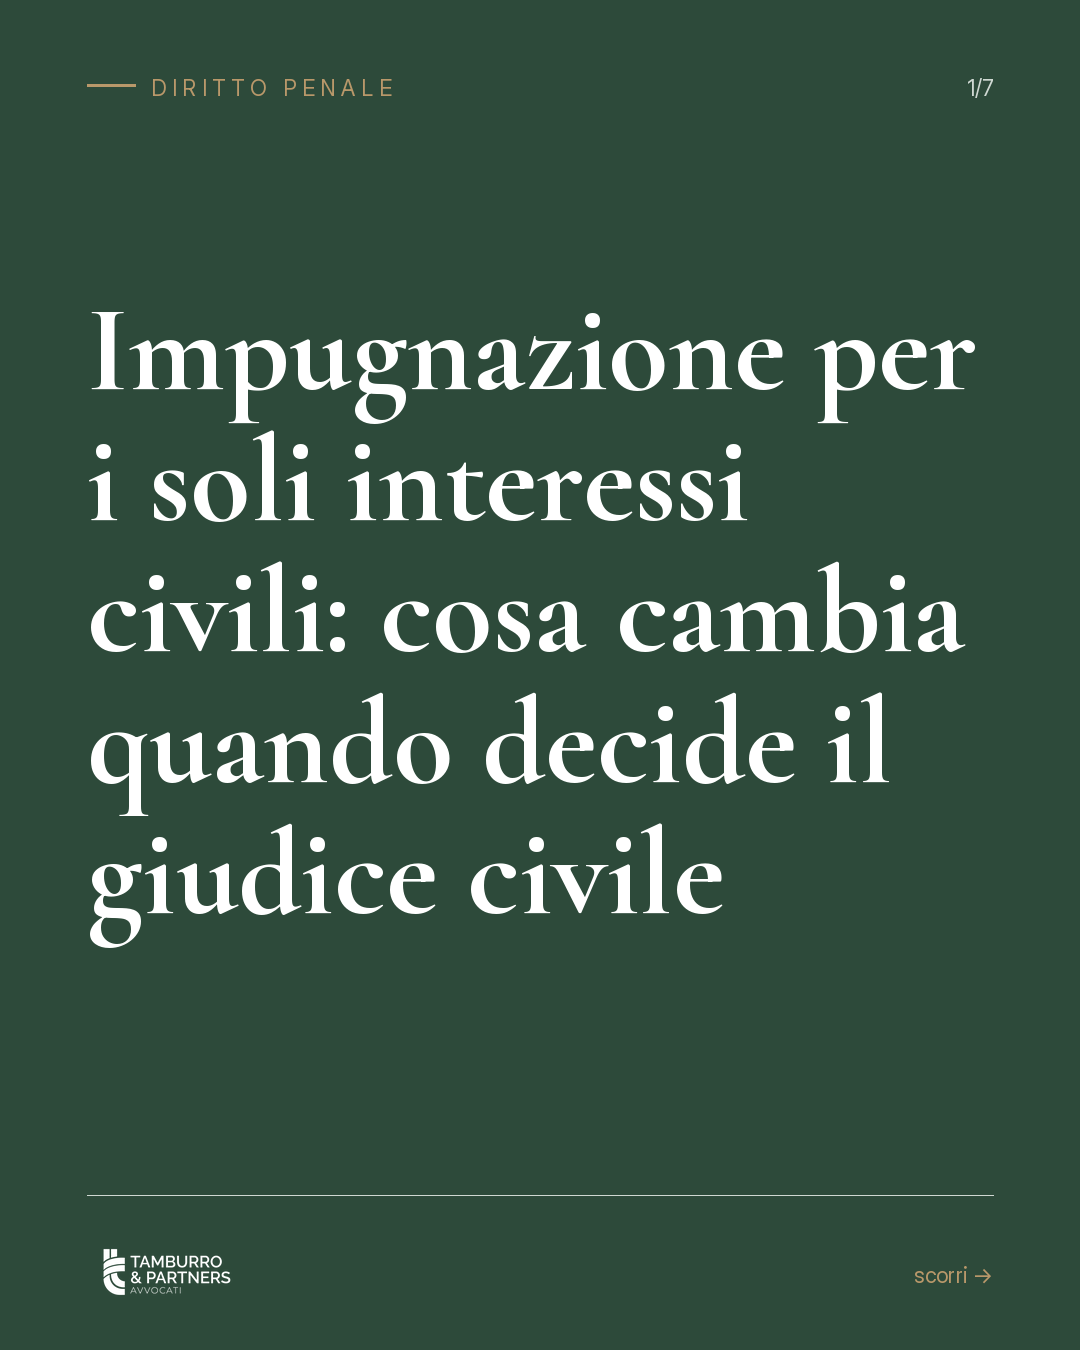 DIRITTO PENALE
1/7
Impugnazione per
i soli interessi
civili: cosa cambia
quando decide il
giudice civile
TAMBURRO
& PARTNERS
AVVOCATI
scorri →